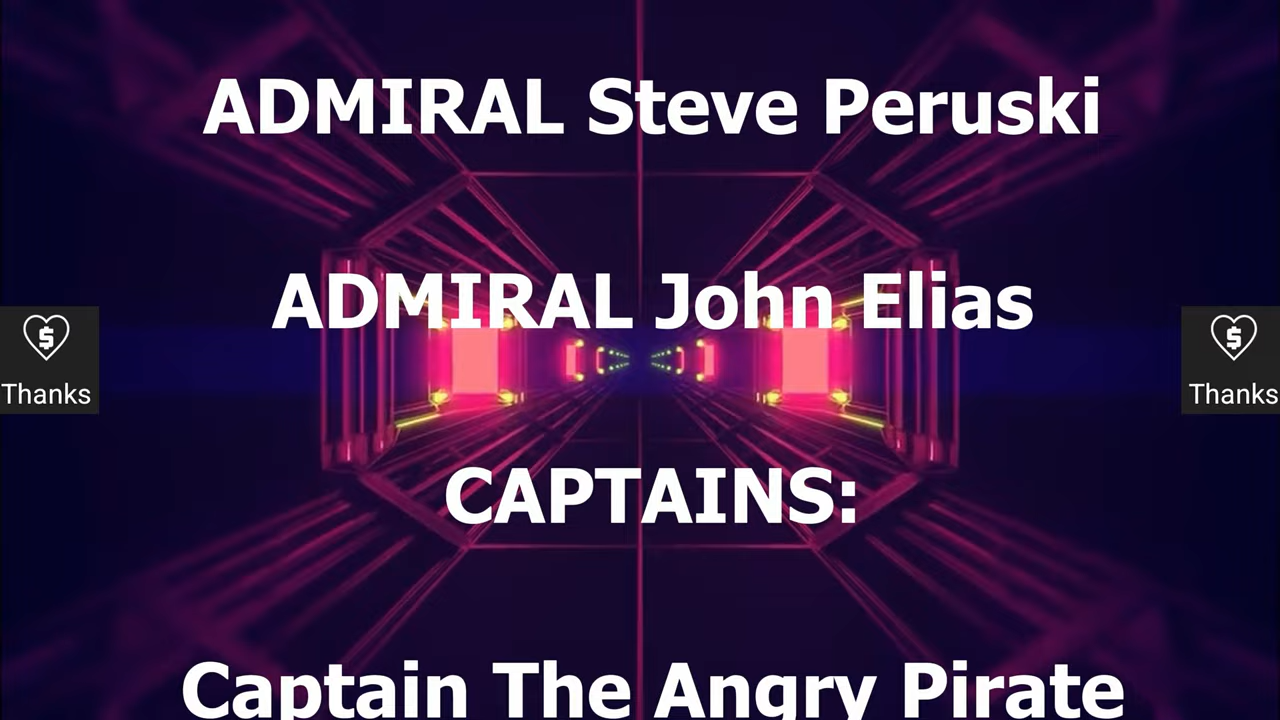 ADMIRAL Steve Peruski
ADMIRAL John Elias
$
Thanks
$
Thanks
CAPTAINS:
Captain The Angry Pirate